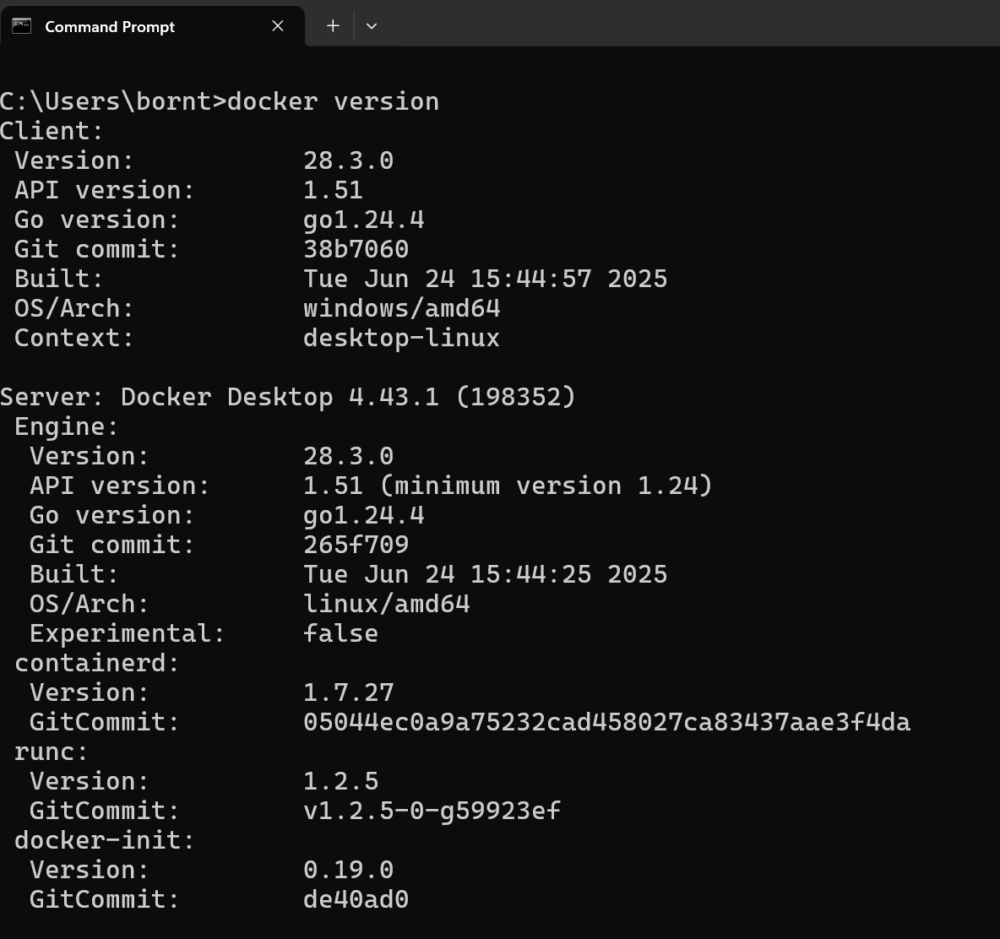 Command Prompt
C:\Users\bornt>docker version
Client:
 Version:           28.3.0
 API version:       1.51
 Go version:        go1.24.4
 Git commit:        38b7060
 Built:             Tue Jun 24 15:44:57 2025
 OS/Arch:           windows/amd64
 Context:           desktop-linux

Server: Docker Desktop 4.43.1 (198352)
 Engine:
  Version:          28.3.0
  API version:      1.51 (minimum version 1.24)
  Go version:       go1.24.4
  Git commit:       265f709
  Built:            Tue Jun 24 15:44:25 2025
  OS/Arch:          linux/amd64
  Experimental:     false
 containerd:
  Version:          1.7.27
  GitCommit:        05044ec0a9a75232cad458027ca83437aae3f4da
 runc:
  Version:          1.2.5
  GitCommit:        v1.2.5-0-g59923ef
 docker-init:
  Version:          0.19.0
  GitCommit:        de40ad0